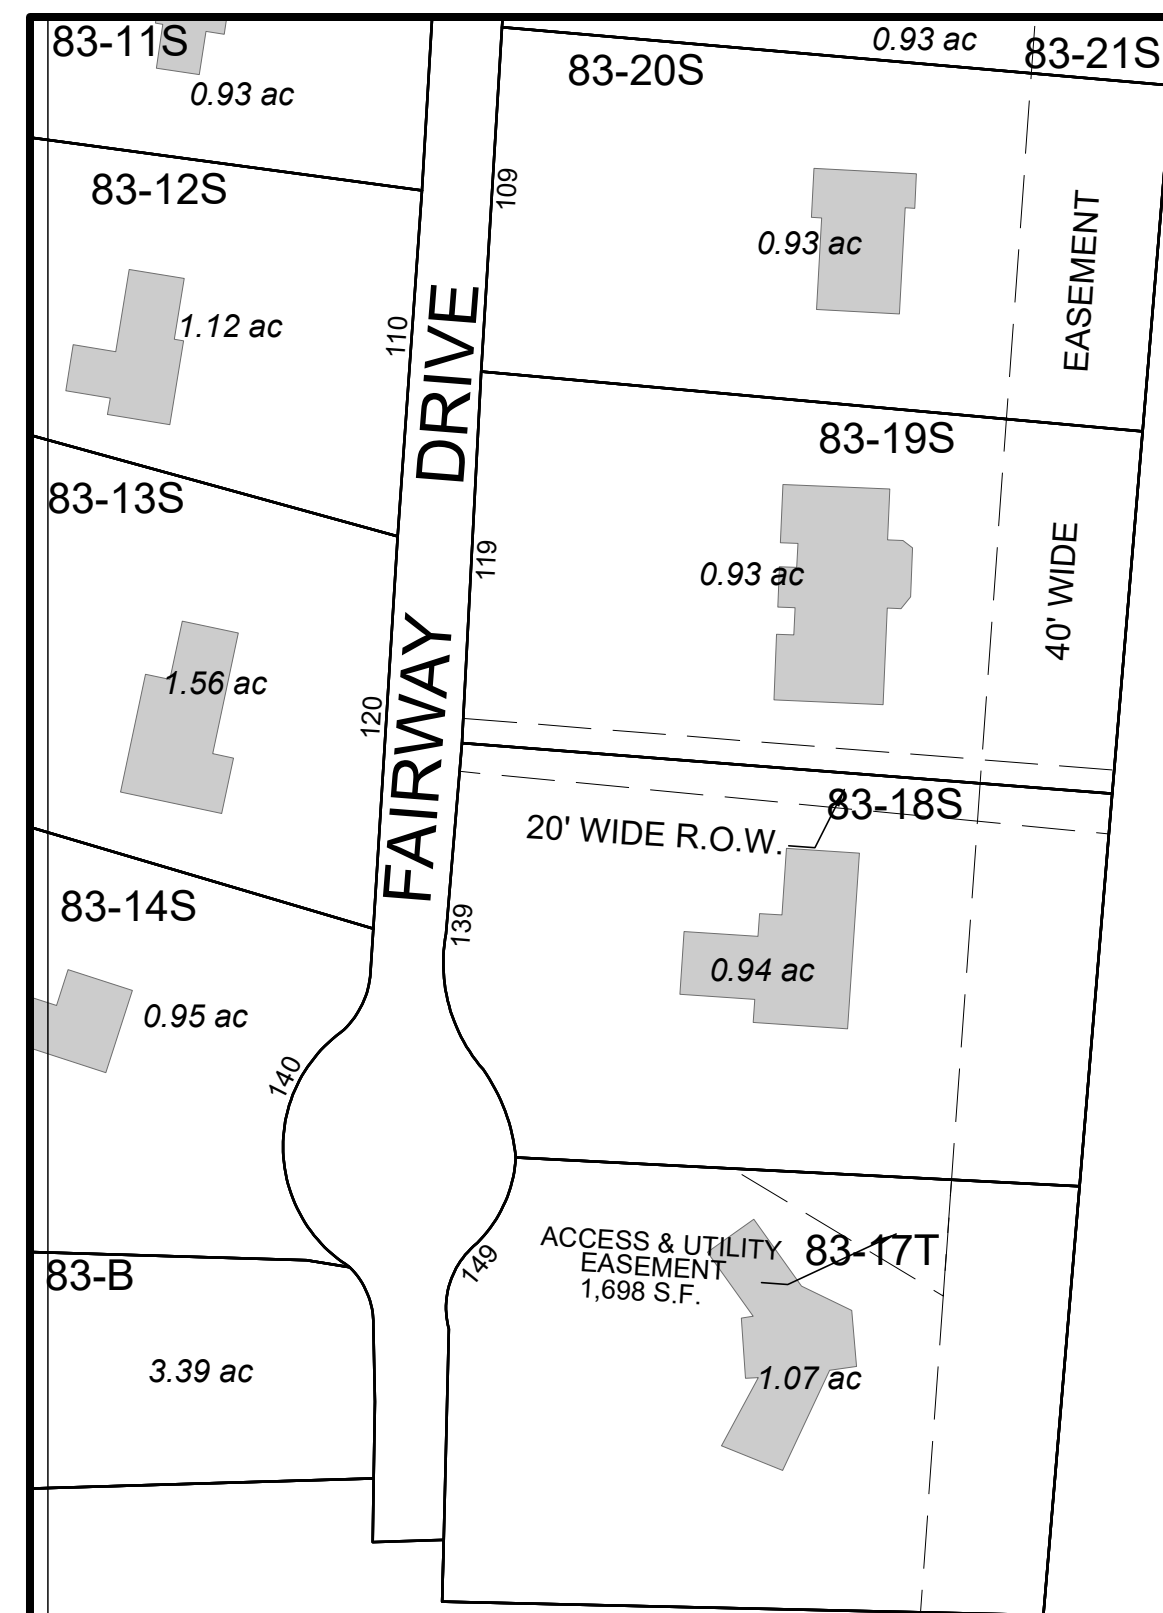 83-11S
0.93 ac
83-20S
0.93 ac
83-21S
83-12S
109
0.93 ac
EASEMENT
1.12 ac
110
DRIVE
83-19S
83-13S
119
0.93 ac
40' WIDE
1.56 ac
120
FAIRWAY
83-18S
20' WIDE R.O.W.
83-14S
139
0.94 ac
0.95 ac
140
83-B
149
ACCESS & UTILITY
EASEMENT
1,698 S.F.
83-17T
3.39 ac
1.07 ac